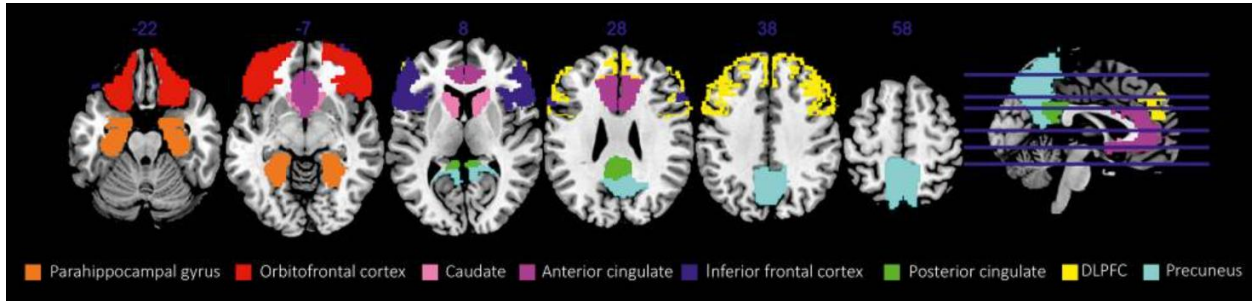 -22 -7 8 28 38 58
Parahippocampal gyrus Orbitofrontal cortex Caudate Anterior cingulate Inferior frontal cortex Posterior cingulate DLPFC Precuneus